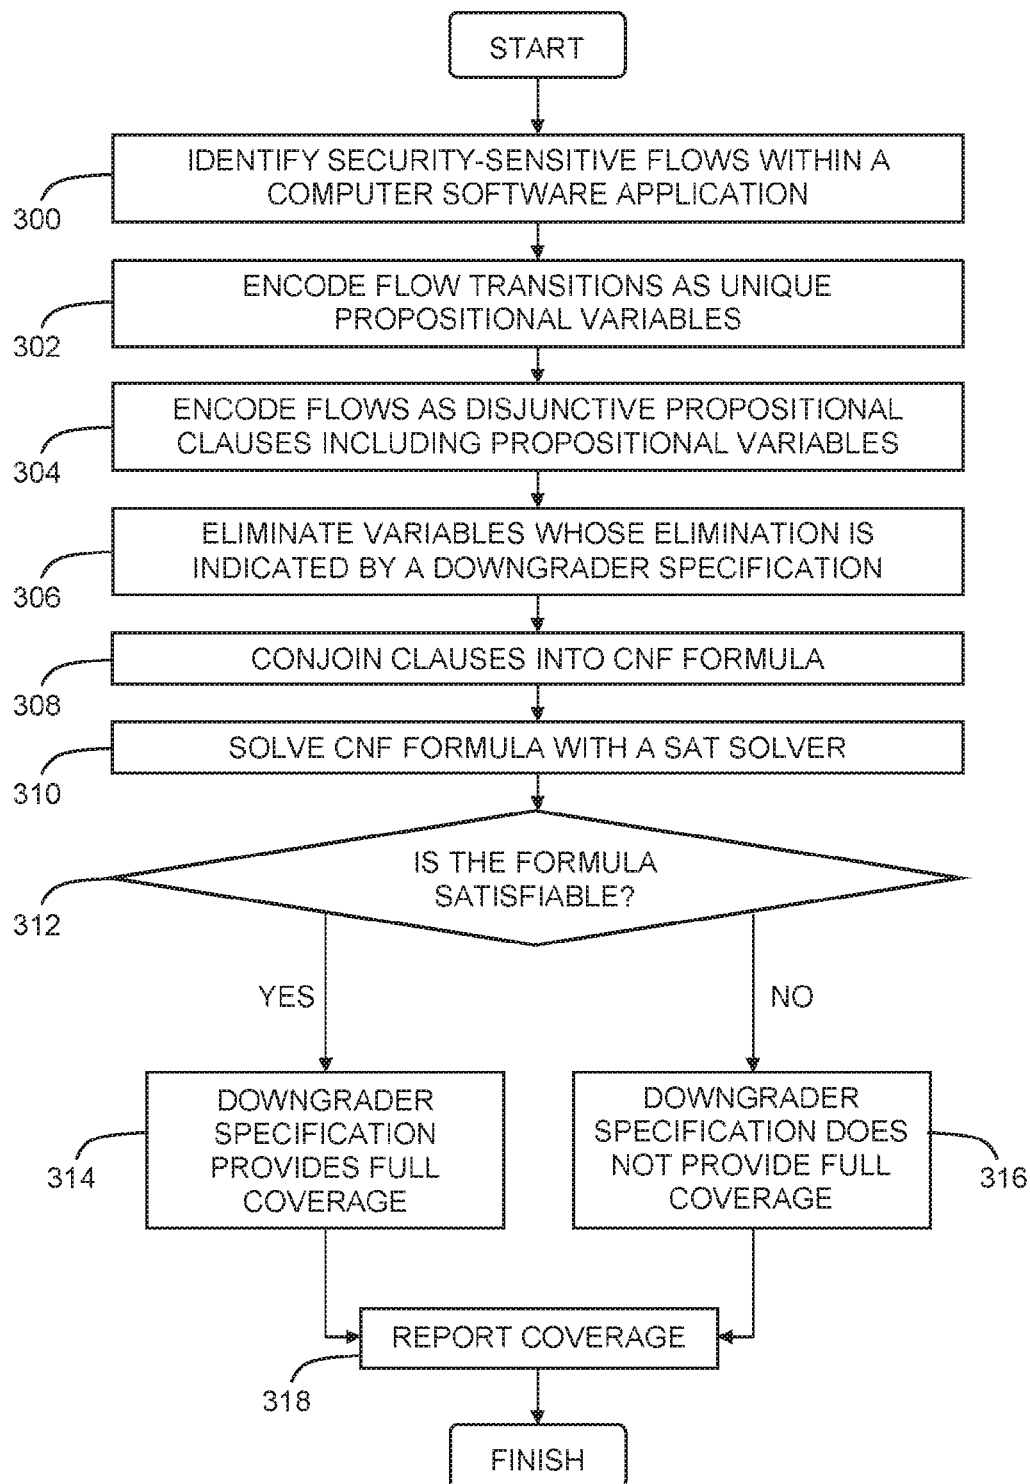 START
IDENTIFY SECURITY-SENSITIVE FLOWS WITHIN A
COMPUTER SOFTWARE APPLICATION
300
ENCODE FLOW TRANSITIONS AS UNIQUE
PROPOSITIONAL VARIABLES
302
ENCODE FLOWS AS DISJUNCTIVE PROPOSITIONAL
CLAUSES INCLUDING PROPOSITIONAL VARIABLES
304
ELIMINATE VARIABLES WHOSE ELIMINATION IS
INDICATED BY A DOWNGRADER SPECIFICATION
306
CONJOIN CLAUSES INTO CNF FORMULA
308
SOLVE CNF FORMULA WITH A SAT SOLVER
310
IS THE FORMULA
SATISFIABLE?
312
YES
NO
DOWNGRADER
SPECIFICATION
PROVIDES FULL
COVERAGE
314
DOWNGRADER
SPECIFICATION DOES
NOT PROVIDE FULL
COVERAGE
316
REPORT COVERAGE
318
FINISH